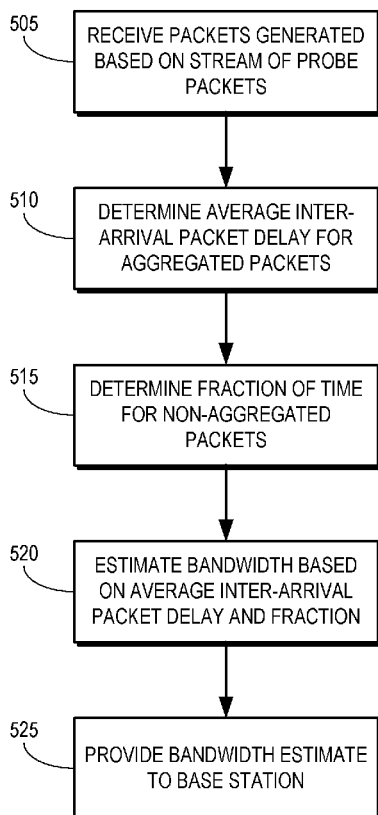 505
RECEIVE PACKETS GENERATED
BASED ON STREAM OF PROBE
PACKETS
510
DETERMINE AVERAGE INTER-
ARRIVAL PACKET DELAY FOR
AGGREGATED PACKETS
515
DETERMINE FRACTION OF TIME
FOR NON-AGGREGATED
PACKETS
520
ESTIMATE BANDWIDTH BASED
ON AVERAGE INTER-ARRIVAL
PACKET DELAY AND FRACTION
525
PROVIDE BANDWIDTH ESTIMATE
TO BASE STATION